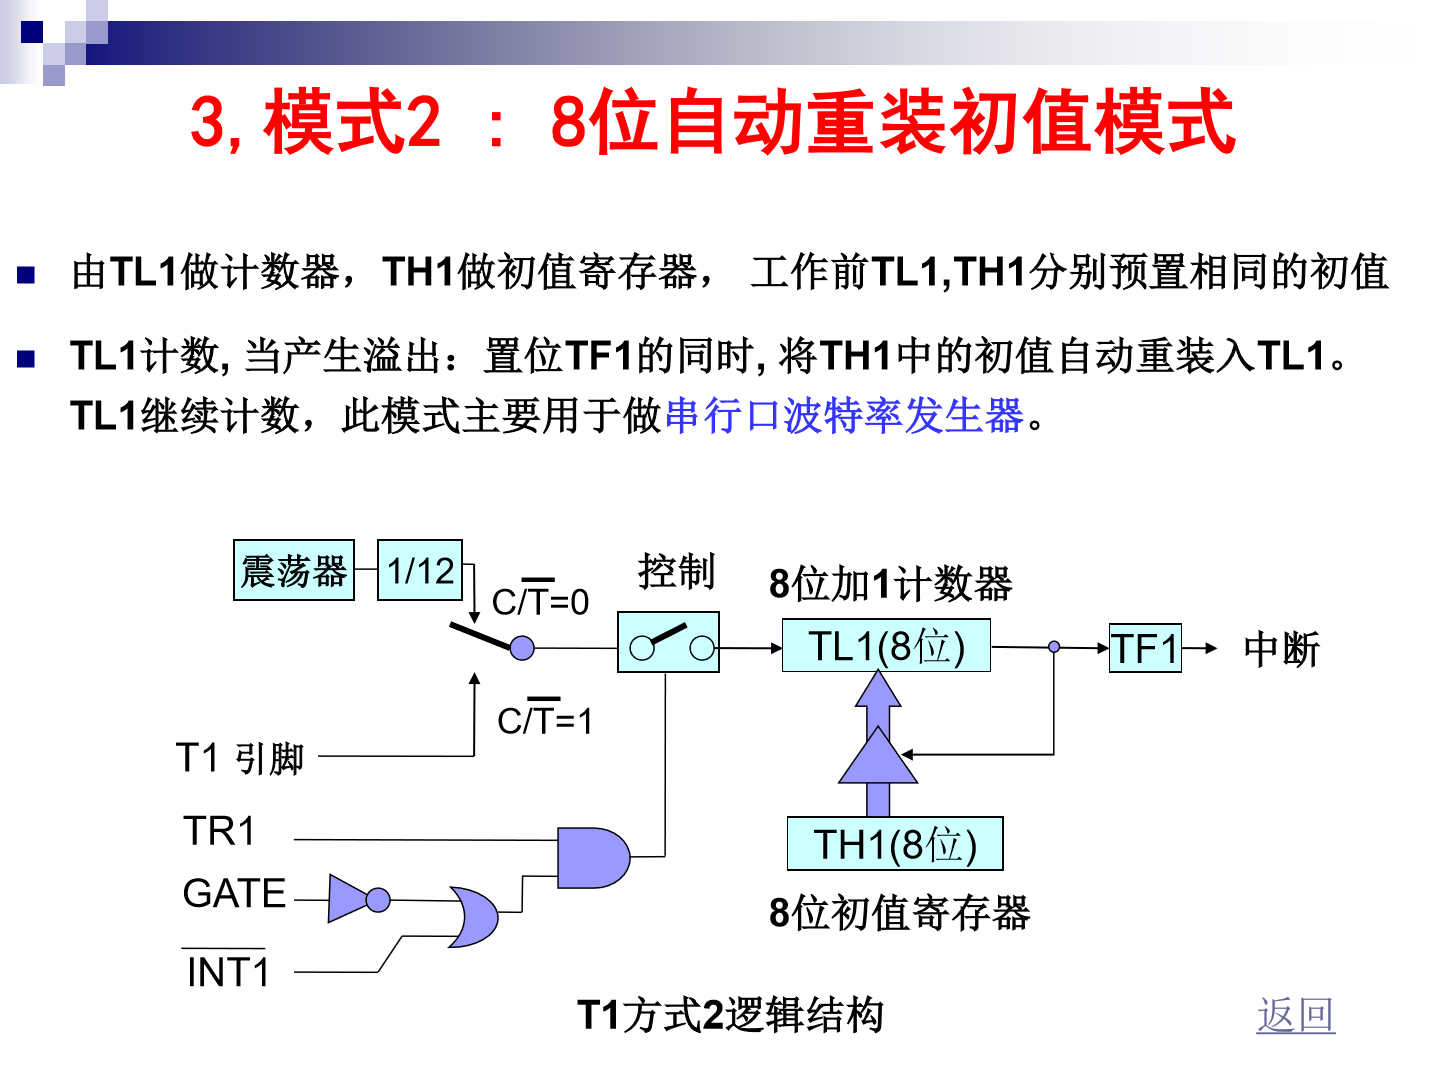 3,模式2 : 8位自动重装初值模式
由TL1做计数器，TH1做初值寄存器， 工作前TL1,TH1分别预置相同的初值
TL1计数, 当产生溢出：置位TF1的同时, 将TH1中的初值自动重装入TL1。
TL1继续计数，此模式主要用于做串行口波特率发生器。
震荡器
1/12
C/T̅=0
控制
8位加1计数器
TL1(8位)
TF1
中断
C/T̅=1
T1 引脚
TR1
TH1(8位)
GATE
8位初值寄存器
I̅N̅T̅1̅
T1方式2逻辑结构
返回